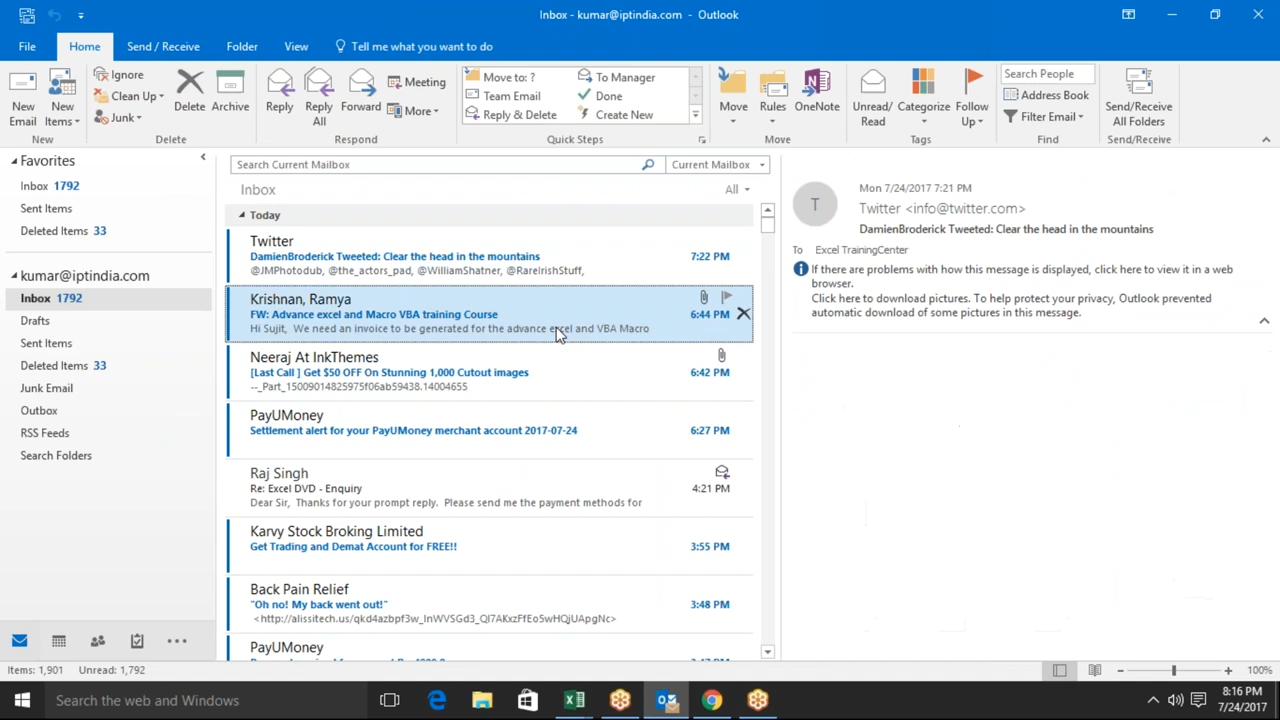 Inbox - kumar@iptindia.com - Outlook
File Home Send / Receive Folder View Tell me what you want to do
New Email
New Items
Ignore
Clean Up
Junk
Delete
Archive
Reply
Reply All
Forward
Meeting
More
Move to: ?
Team Email
Reply & Delete
To Manager
Done
Create New
Move
Rules
OneNote
Unread/ Read
Categorize
Follow Up
Search People
Address Book
Filter Email
Send/Receive All Folders
New Delete Respond Quick Steps Move Tags Find Send/Receive
Favorites
Inbox 1792
Sent Items
Deleted Items 33
kumar@iptindia.com
Inbox 1792
Drafts
Sent Items
Deleted Items 33
Junk Email
Outbox
RSS Feeds
Search Folders
Search Current Mailbox Current Mailbox
Inbox All
Today
Twitter
DamienBroderick Tweeted: Clear the head in the mountains 7:22 PM
@JMPhotodub, @the_actors_pad, @WilliamShatner, @RareIrishStuff,
Krishnan, Ramya
FW: Advance excel and Macro VBA training Course 6:44 PM
Hi Sujit, We need an invoice to be generated for the advance excel and VBA Macro
Neeraj At InkThemes
[Last Call ] Get $50 OFF On Stunning 1,000 Cutout images 6:42 PM
--_Part_15009014825975f06ab59438.14004655
PayUMoney
Settlement alert for your PayUMoney merchant account 2017-07-24 6:27 PM
Raj Singh
Re: Excel DVD - Enquiry 4:21 PM
Dear Sir, Thanks for your prompt reply. Please send me the payment methods for
Karvy Stock Broking Limited
Get Trading and Demat Account for FREE!! 3:55 PM
Back Pain Relief
"Oh no! My back went out!" 3:48 PM
<http://alissitech.us/qkd4azbpf3w_InWVSGd3_QI7AKxzFfEo5wHQjUApgNc>
PayUMoney
T
Mon 7/24/2017 7:21 PM
Twitter <info@twitter.com>
DamienBroderick Tweeted: Clear the head in the mountains
To Excel TrainingCenter
If there are problems with how this message is displayed, click here to view it in a web
browser.
Click here to download pictures. To help protect your privacy, Outlook prevented
automatic download of some pictures in this message.
Items: 1,901 Unread: 1,792 100%
Search the web and Windows
8:16 PM
7/24/2017